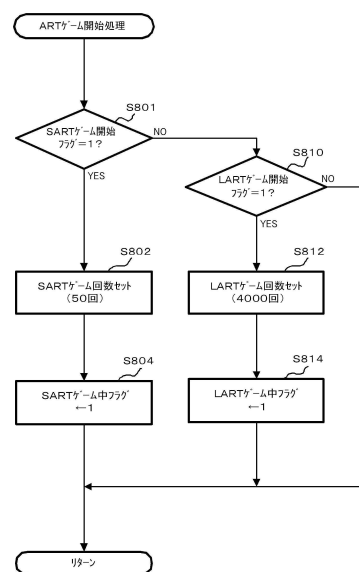 ARTｹﾞｰﾑ開始処理
S801
SARTｹﾞｰﾑ開始
ﾌﾗｸﾞ=1?
NO
YES
S810
LARTｹﾞｰﾑ開始
ﾌﾗｸﾞ=1?
NO
YES
S802
SARTｹﾞｰﾑ回数ｾｯﾄ
(50回)
S812
LARTｹﾞｰﾑ回数ｾｯﾄ
(4000回)
S804
SARTｹﾞｰﾑ中ﾌﾗｸﾞ
←1
S814
LARTｹﾞｰﾑ中ﾌﾗｸﾞ
←1
ﾘﾀｰﾝ